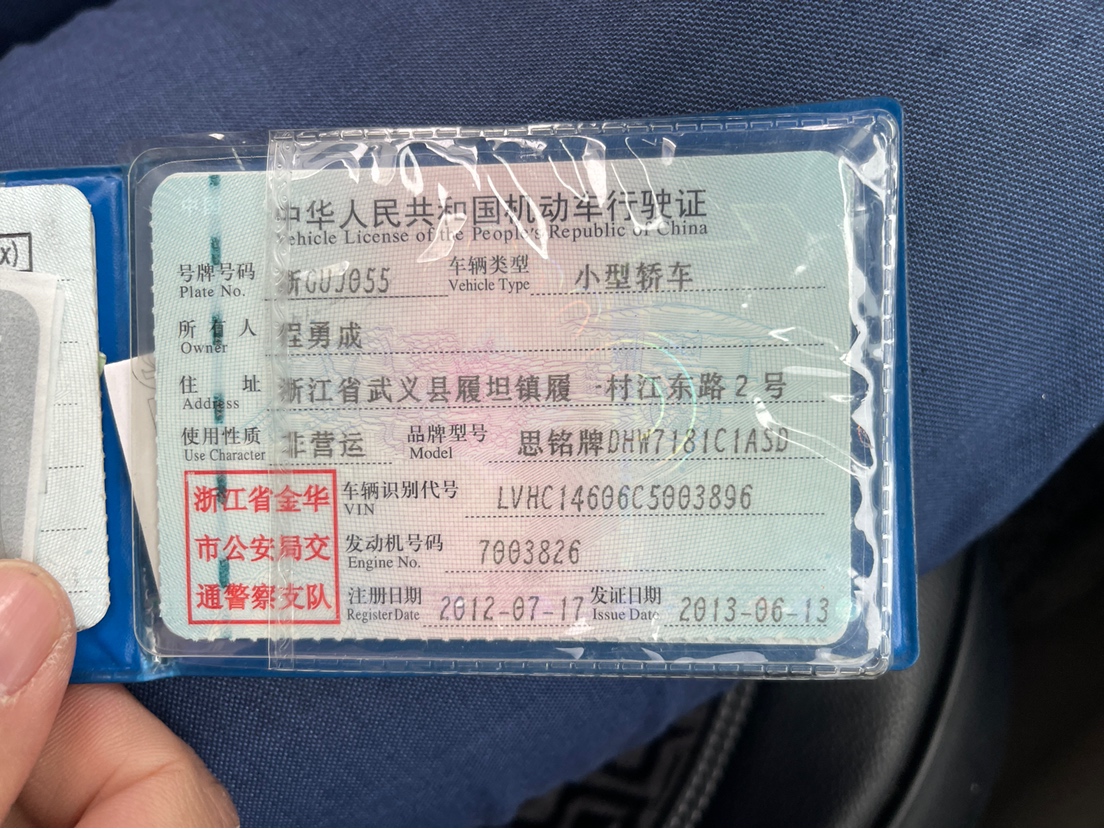 中华人民共和国机动车行驶证
Vehicle License of the People's Republic of China
号牌号码 浙GUJ055 车辆类型 小型轿车
Plate No. Vehicle Type
所有人 程勇成
Owner
住址 浙江省武义县履坦镇履 村江东路2号
Address
使用性质 非营运 品牌型号 思铭牌DHW7181C1ASD
Use Character Model
浙江省金华
市公安局交
通警察支队
车辆识别代号 LVHC14606C5003896
VIN
发动机号码 7003826
Engine No.
注册日期 2012-07-17 发证日期 2013-06-13
Register Date Issue Date